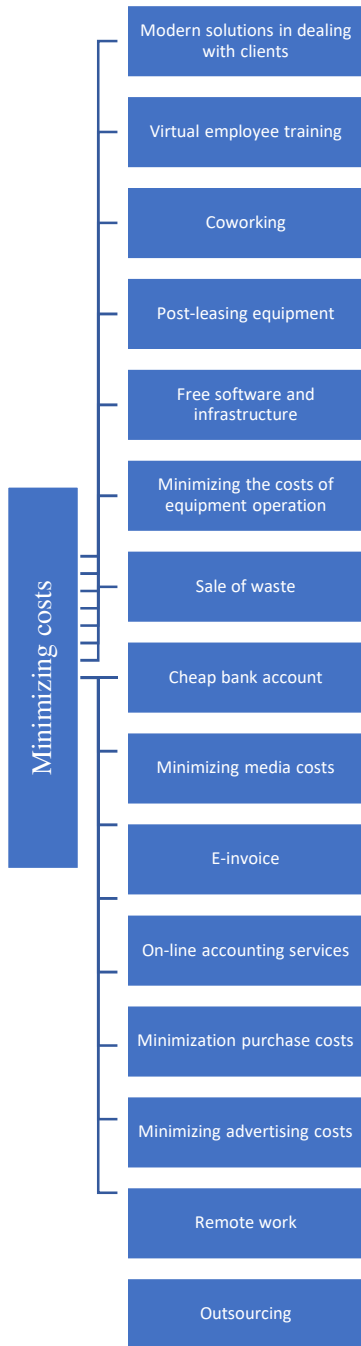 Minimizing costs
Modern solutions in dealing
with clients
Virtual employee training
Coworking
Post-leasing equipment
Free software and
infrastructure
Minimizing the costs of
equipment operation
Sale of waste
Cheap bank account
Minimizing media costs
E-invoice
On-line accounting services
Minimization purchase costs
Minimizing advertising costs
Remote work
Outsourcing